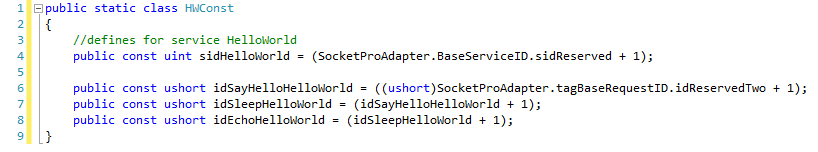 1 public static class HWConst
2 {
3 //defines for service HelloWorld
4 public const uint sidHelloWorld = (SocketProAdapter.BaseServiceID.sidReserved + 1);
5
6 public const ushort idSayHelloHelloWorld = ((ushort)SocketProAdapter.tagBaseRequestID.idReservedTwo + 1);
7 public const ushort idSleepHelloWorld = (idSayHelloHelloWorld + 1);
8 public const ushort idEchoHelloWorld = (idSleepHelloWorld + 1);
9 }